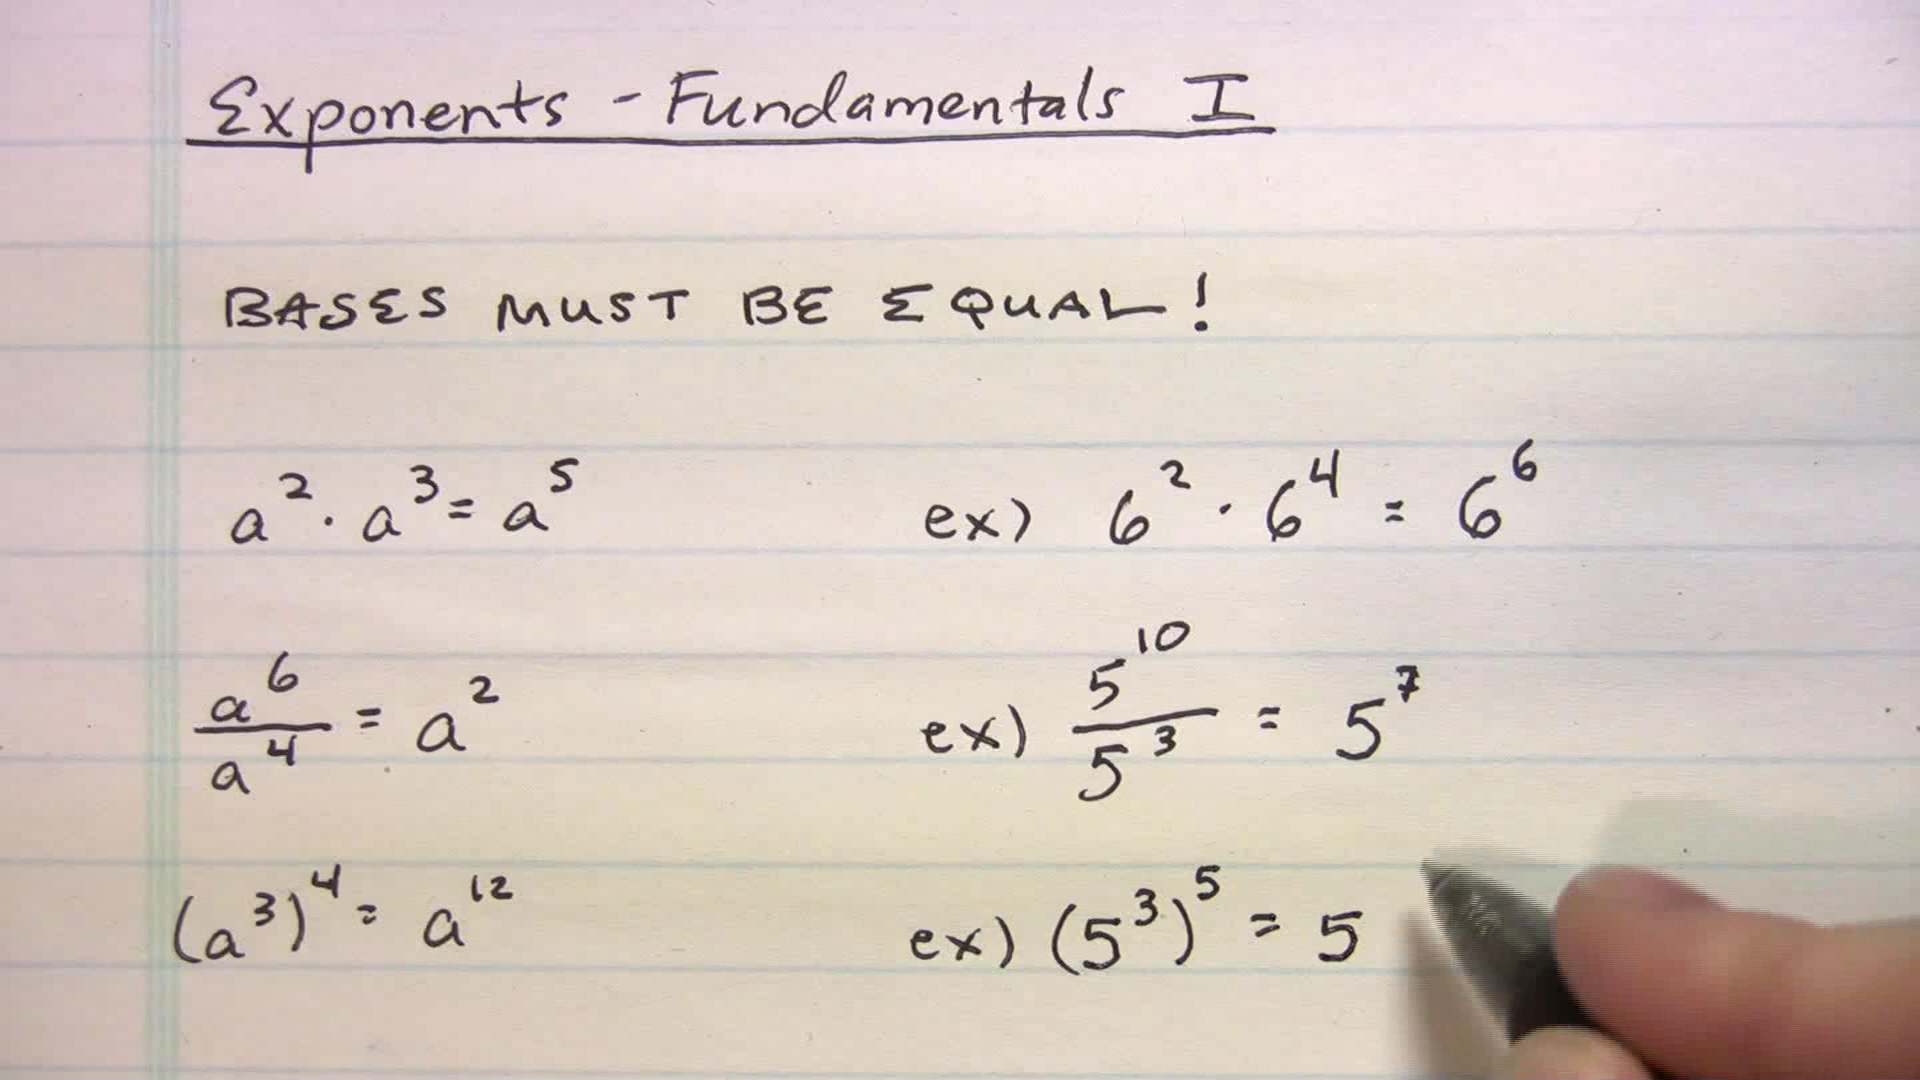 Exponents - Fundamentals I
BASES MUST BE EQUAL!
a² · a³ = a⁵ ex) 6² · 6⁴ = 6⁶
a⁶/a⁴ = a² ex) 5¹⁰/5³ = 5⁷
(a³)⁴ = a¹² ex) (5³)⁵ = 5